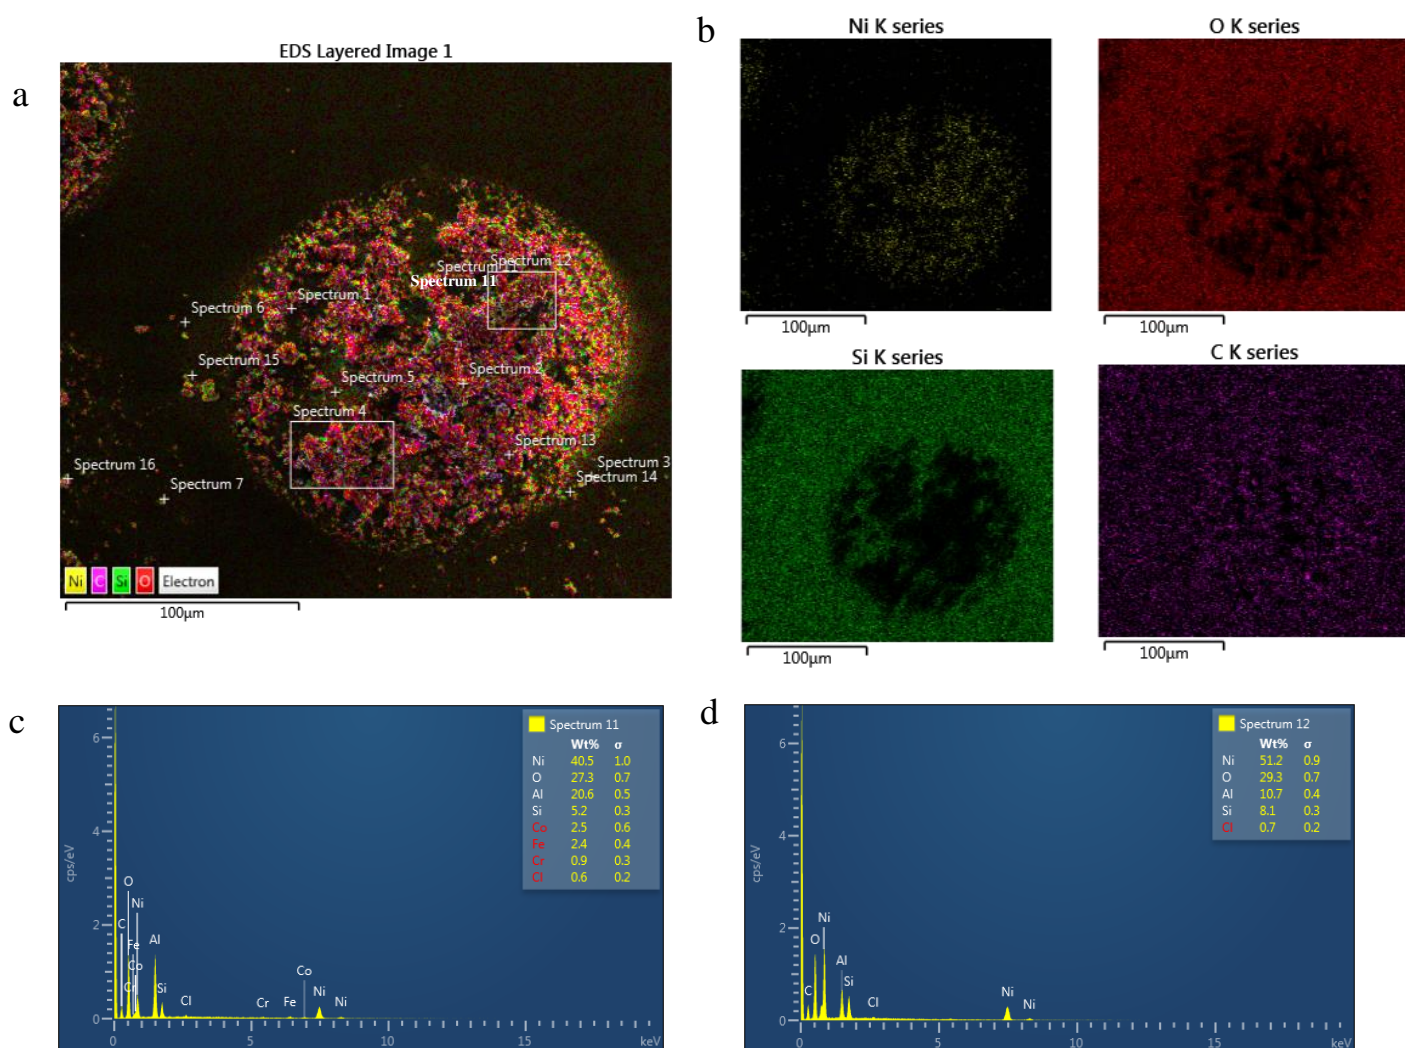 a
EDS Layered Image 1
Spectrum 11
Spectrum 12
Spectrum 11
Spectrum 1
Spectrum 6
Spectrum 15
Spectrum 5
Spectrum 2
Spectrum 4
Spectrum 13
Spectrum 3
Spectrum 14
Spectrum 16
Spectrum 7
Ni C Si O Electron
100µm
b
Ni K series
O K series
100µm
100µm
Si K series
C K series
100µm
100µm
c
Spectrum 11
Wt% σ
Ni 40.5 1.0
O 27.3 0.7
Al 20.6 0.5
Si 5.2 0.3
Co 2.5 0.6
Fe 2.4 0.4
Cr 0.9 0.3
Cl 0.6 0.2
cps/eV
6
4
2
0
C
O
Ni
Fe
Co
Cr
Al
Si
Cl
Cr
Fe
Co
Ni
Ni
0 5 10 15 keV
d
Spectrum 12
Wt% σ
Ni 51.2 0.9
O 29.3 0.7
Al 10.7 0.4
Si 8.1 0.3
Cl 0.7 0.2
cps/eV
6
4
2
0
C
O
Ni
Al
Si
Cl
Ni
Ni
0 5 10 15 keV